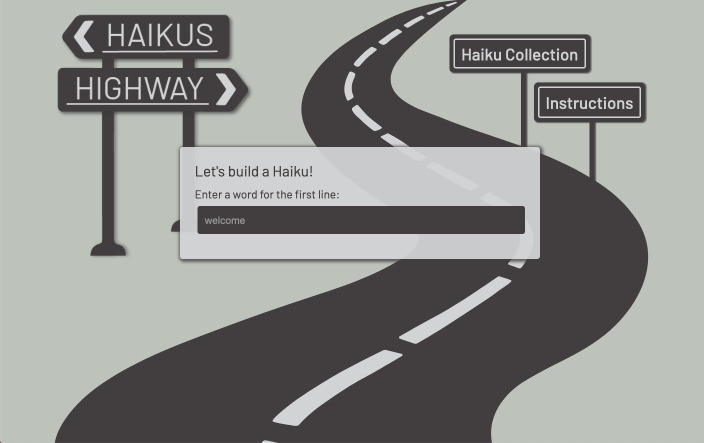 HAIKUS
HIGHWAY
Haiku Collection
Instructions
Let's build a Haiku!
Enter a word for the first line:
welcome